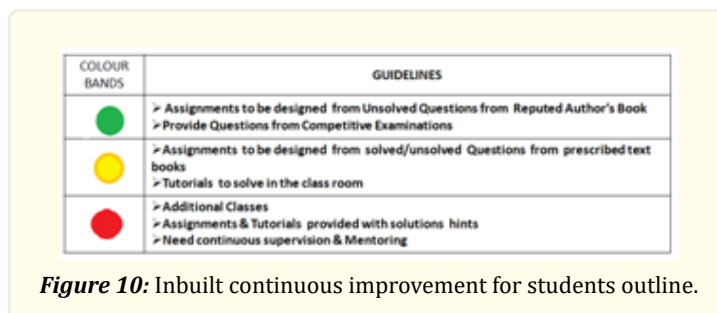 COLOUR
BANDS
GUIDELINES
➢ Assignments to be designed from Unsolved Questions from Reputed Author's Book
➢Provide Questions from Competitive Examinations
➢Assignments to be designed from solved/unsolved Questions from prescribed text
books
➢Tutorials to solve in the class room
➢Additional Classes
➢Assignments & Tutorials provided with solutions hints
➢Need continuous supervision & Mentoring
Figure 10: Inbuilt continuous improvement for students outline.